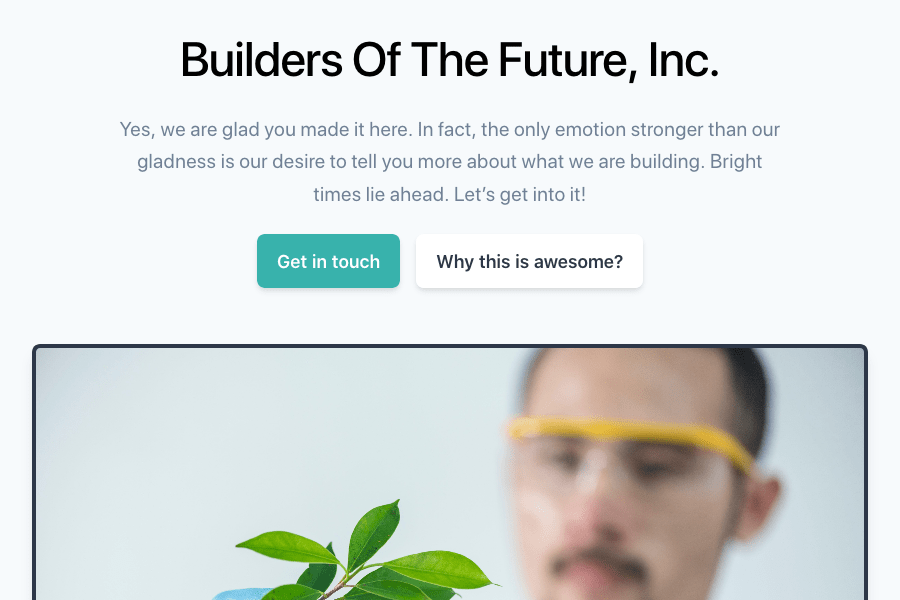 Builders Of The Future, Inc.
Yes, we are glad you made it here. In fact, the only emotion stronger than our
gladness is our desire to tell you more about what we are building. Bright
times lie ahead. Let’s get into it!
Get in touch
Why this is awesome?